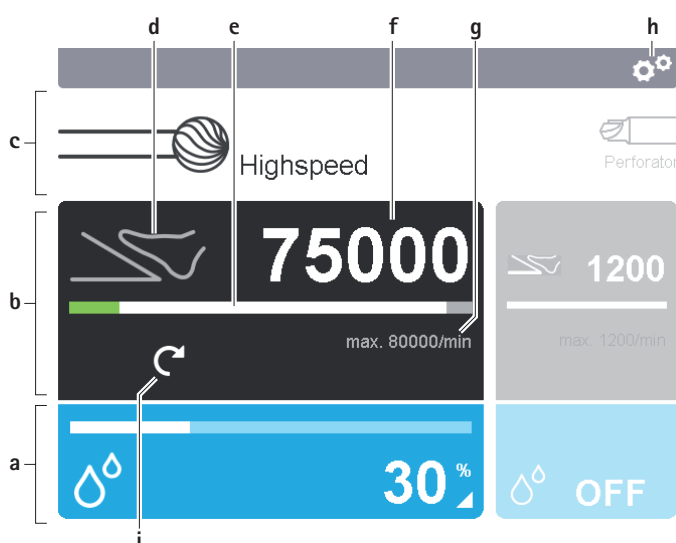 d e f g h
c
Highspeed
Perforator
b
75000
1200
max. 80000/min
max. 1200/min
a
30 %
OFF
i